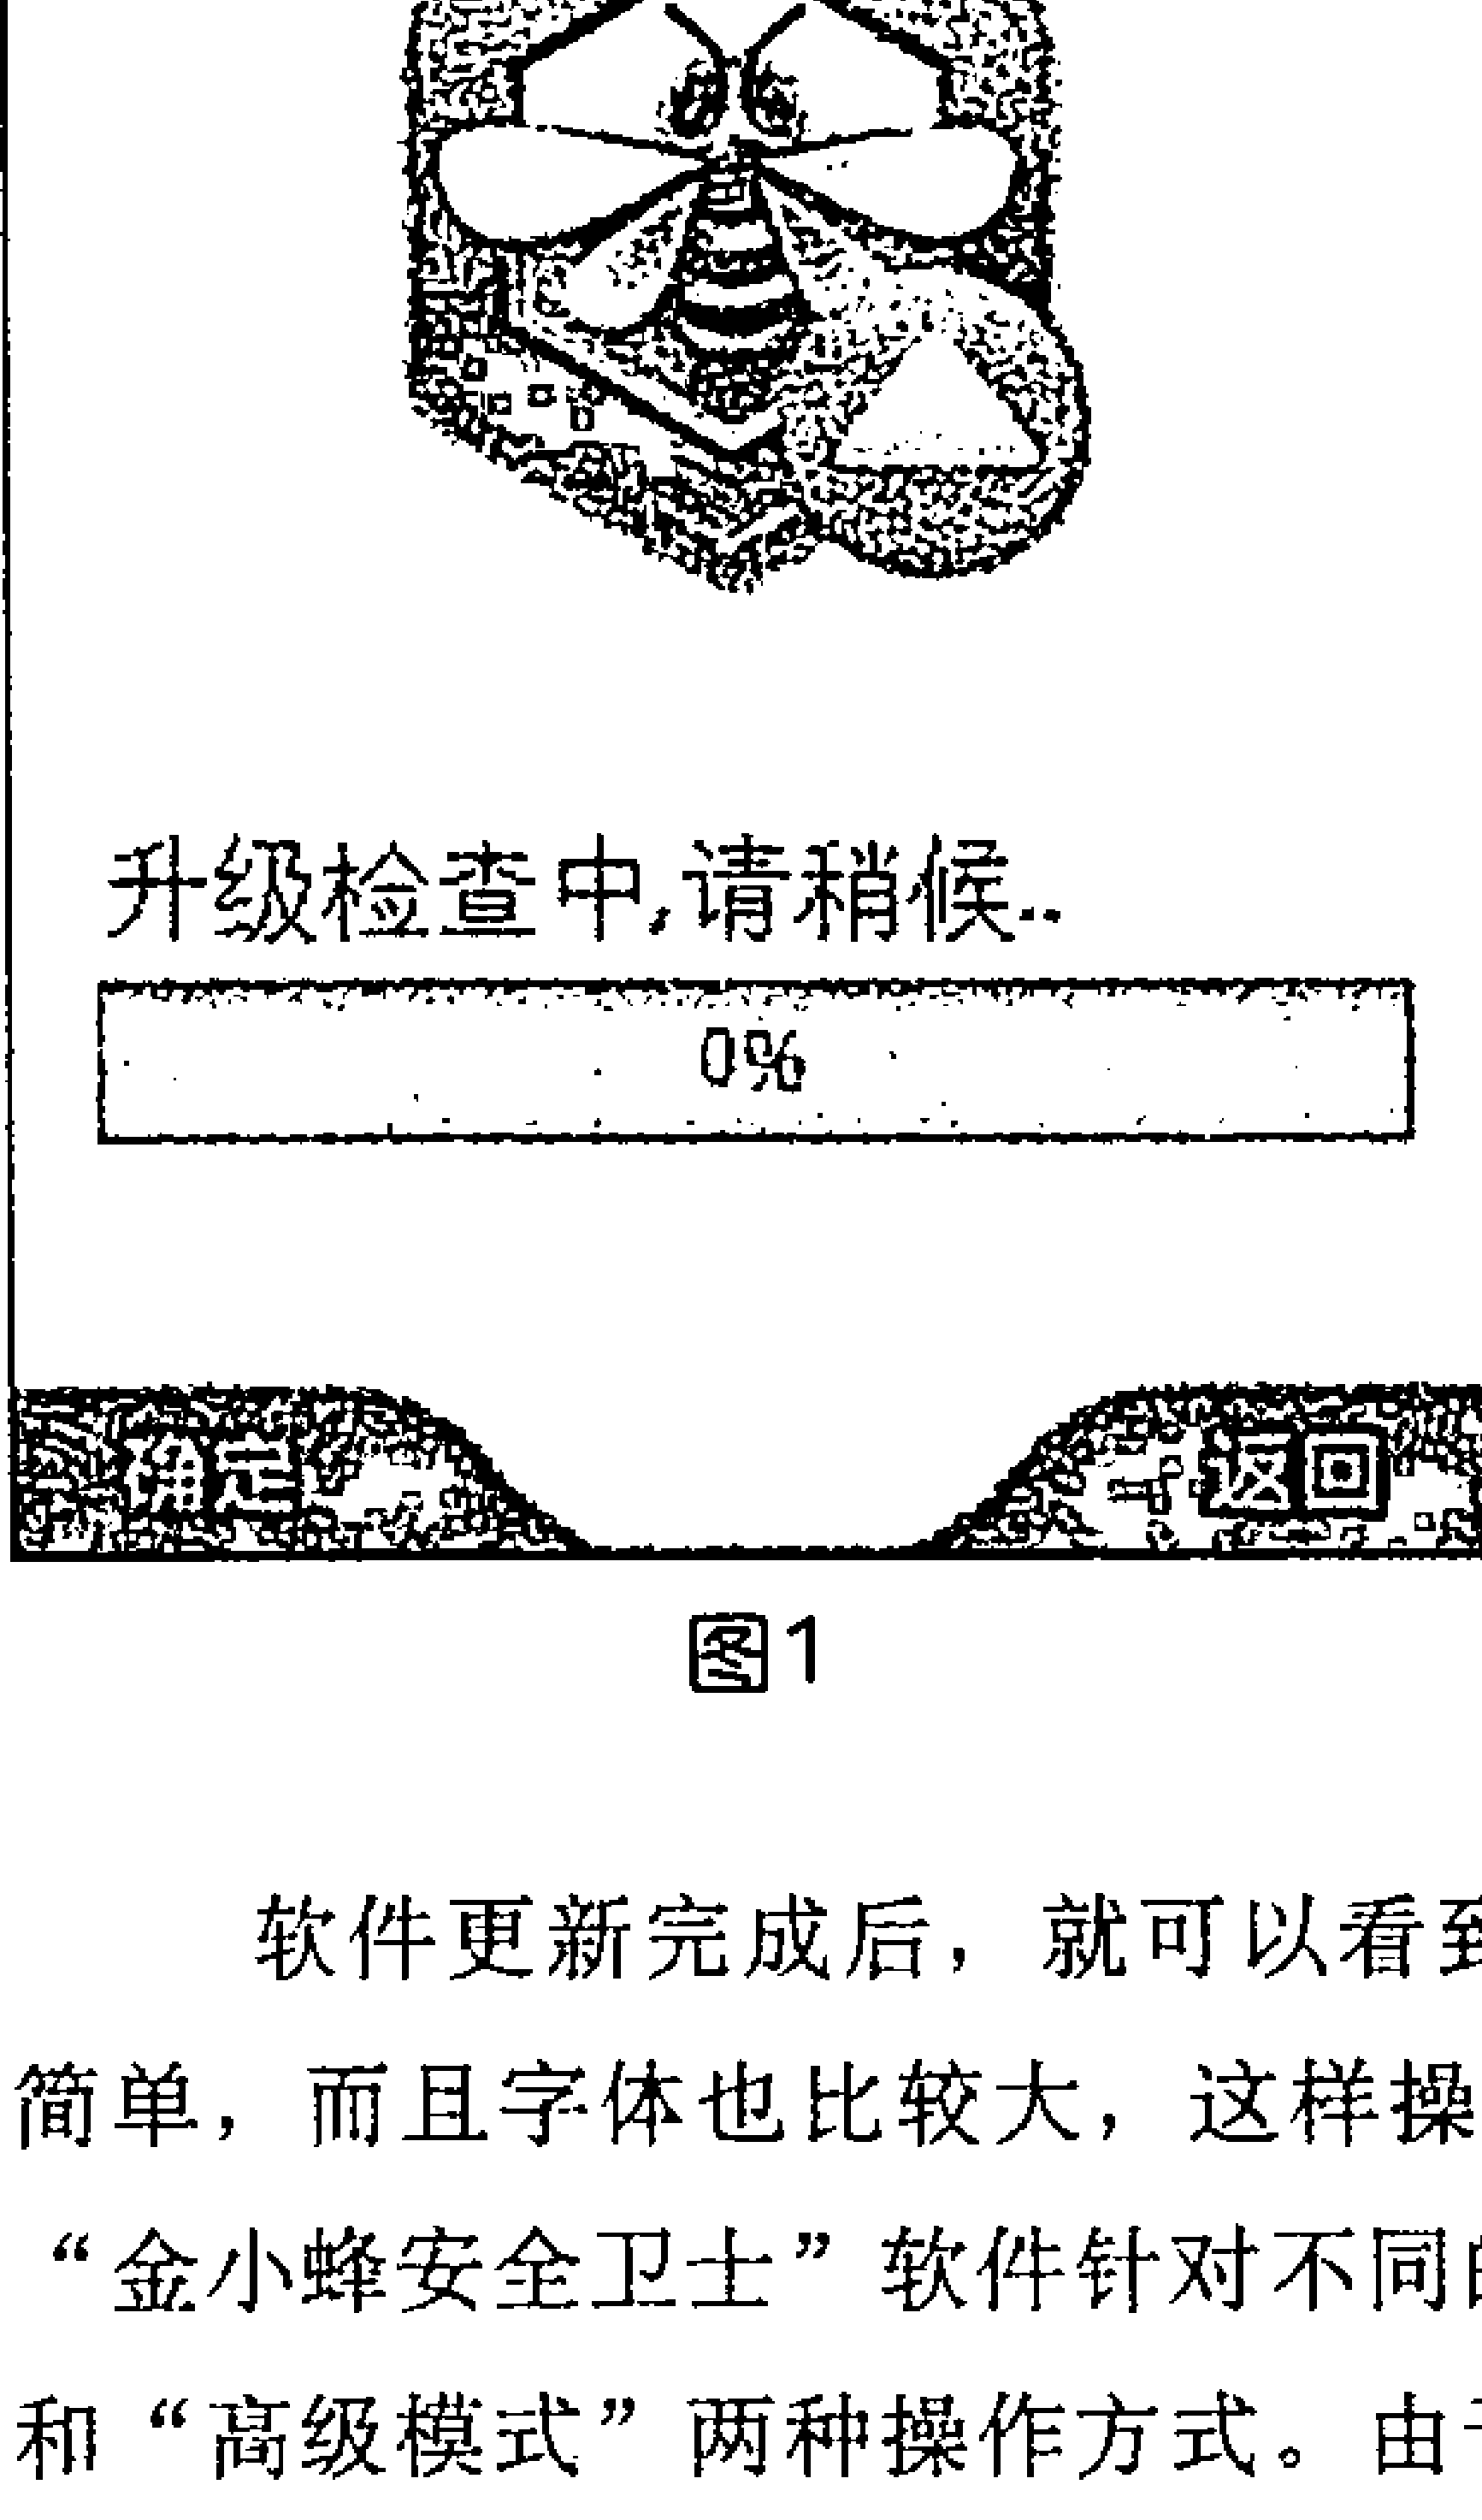 升级检查中,请稍候..
0%
确定
返回
图1
软件更新完成后，就可以看到
简单，而且字体也比较大，这样操
“金小蜂安全卫士”软件针对不同的
和“高级模式”两种操作方式。由